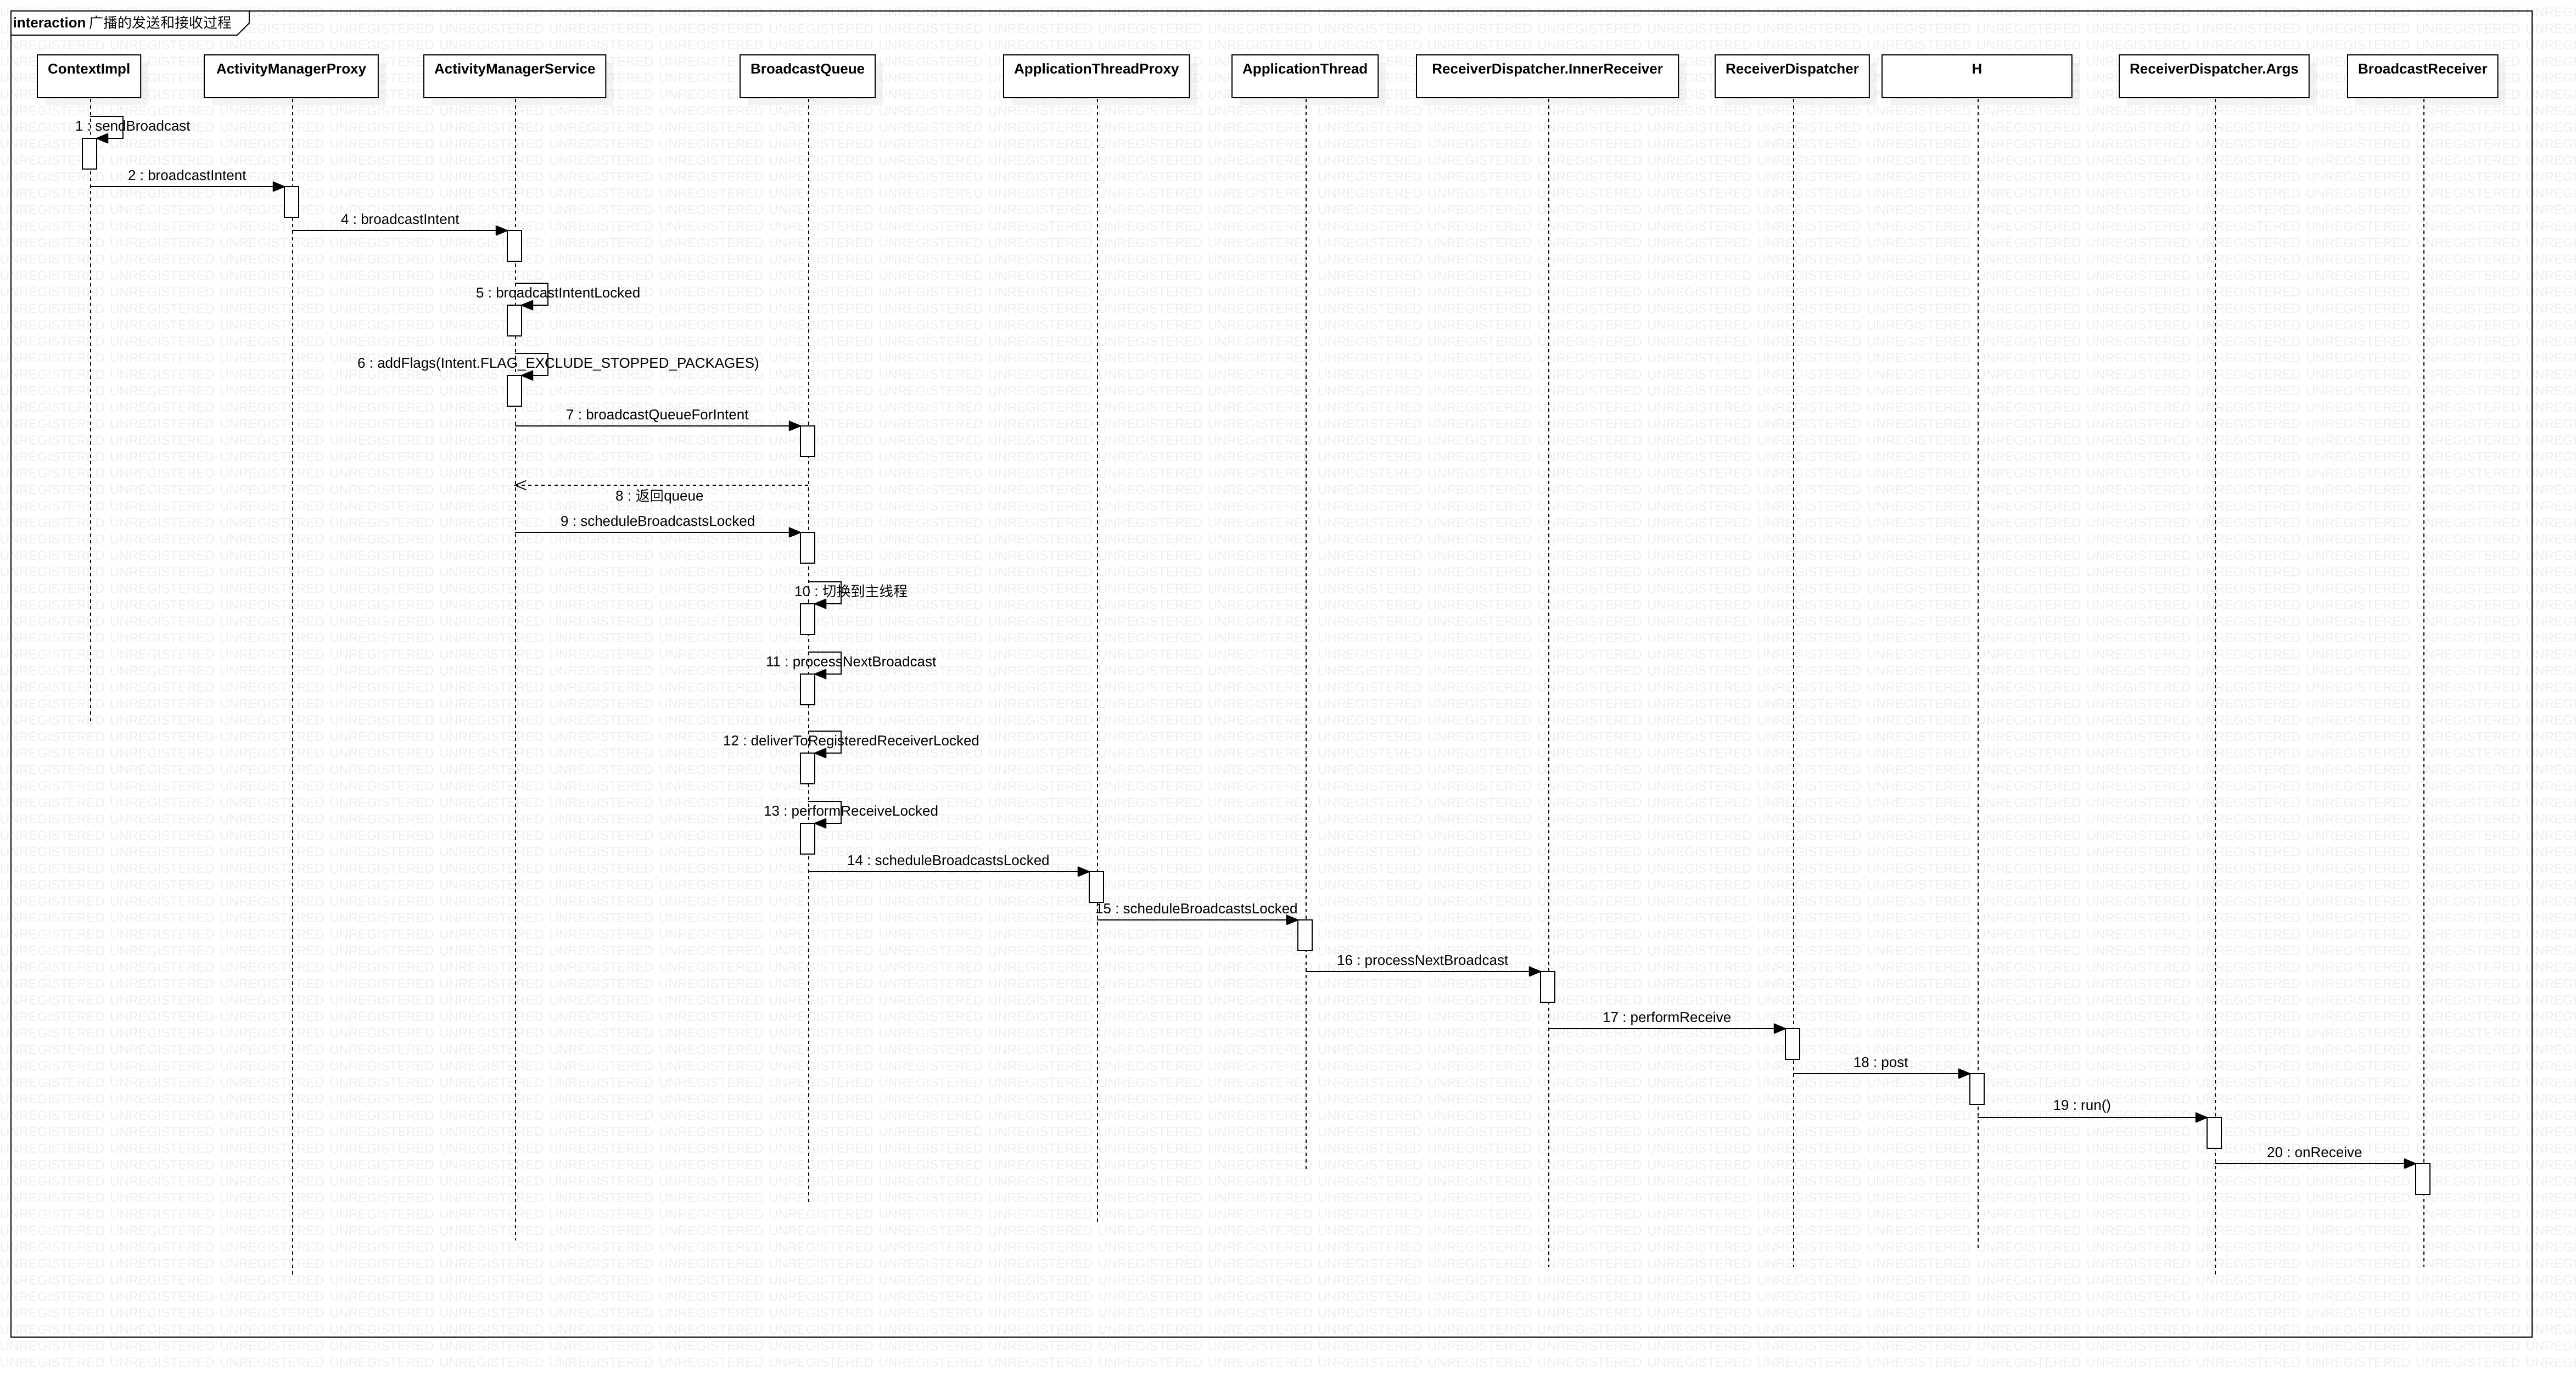 interaction 广播的发送和接收过程
ContextImpl
ActivityManagerProxy
ActivityManagerService
BroadcastQueue
ApplicationThreadProxy
ApplicationThread
ReceiverDispatcher.InnerReceiver
ReceiverDispatcher
H
ReceiverDispatcher.Args
BroadcastReceiver
1 : sendBroadcast
2 : broadcastIntent
4 : broadcastIntent
5 : broadcastIntentLocked
6 : addFlags(Intent.FLAG_EXCLUDE_STOPPED_PACKAGES)
7 : broadcastQueueForIntent
8 : 返回queue
9 : scheduleBroadcastsLocked
10 : 切换到主线程
11 : processNextBroadcast
12 : deliverToRegisteredReceiverLocked
13 : performReceiveLocked
14 : scheduleBroadcastsLocked
15 : scheduleBroadcastsLocked
16 : processNextBroadcast
17 : performReceive
18 : post
19 : run()
20 : onReceive
UNREGISTERED